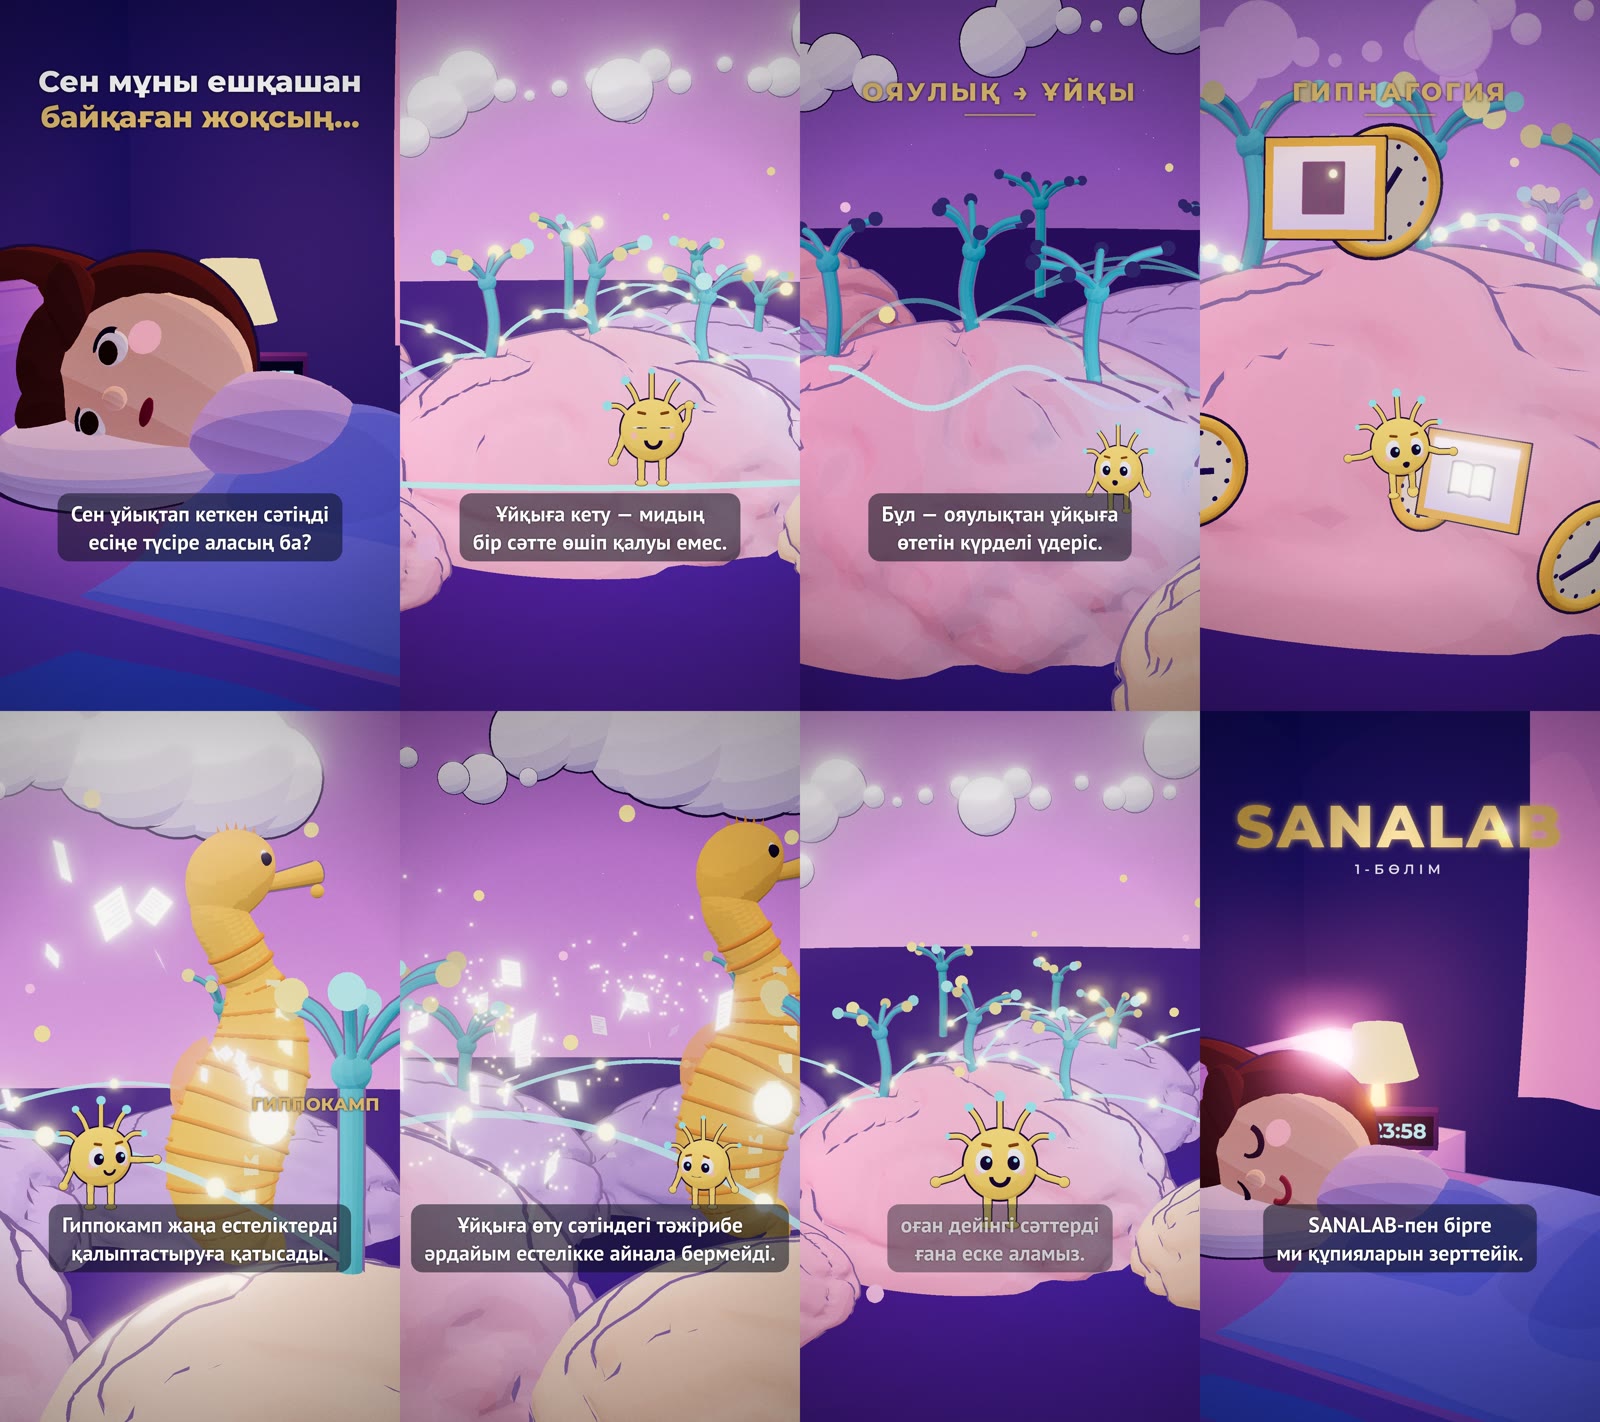 Сен мұны ешқашан
байқаған жоқсың...
Сен ұйықтап кеткен сәтіңді
есіңе түсіре аласың ба?
Ұйқыға кету — мидың
бір сәтте өшіп қалуы емес.
ОЯУЛЫҚ → ҰЙҚЫ
Бұл — ояулықтан ұйқыға
өтетін күрделі үдеріс.
ГИПНАГОГИЯ
ГИППОКАМП
Гиппокамп жаңа естеліктерді
қалыптастыруға қатысады.
Ұйқыға өту сәтіндегі тәжірибе
әрдайым естелікке айнала бермейді.
оған дейінгі сәттерді
ғана еске аламыз.
SANALAB
1-БӨЛІМ
23:58
SANALAB-пен бірге
ми құпияларын зерттейік.